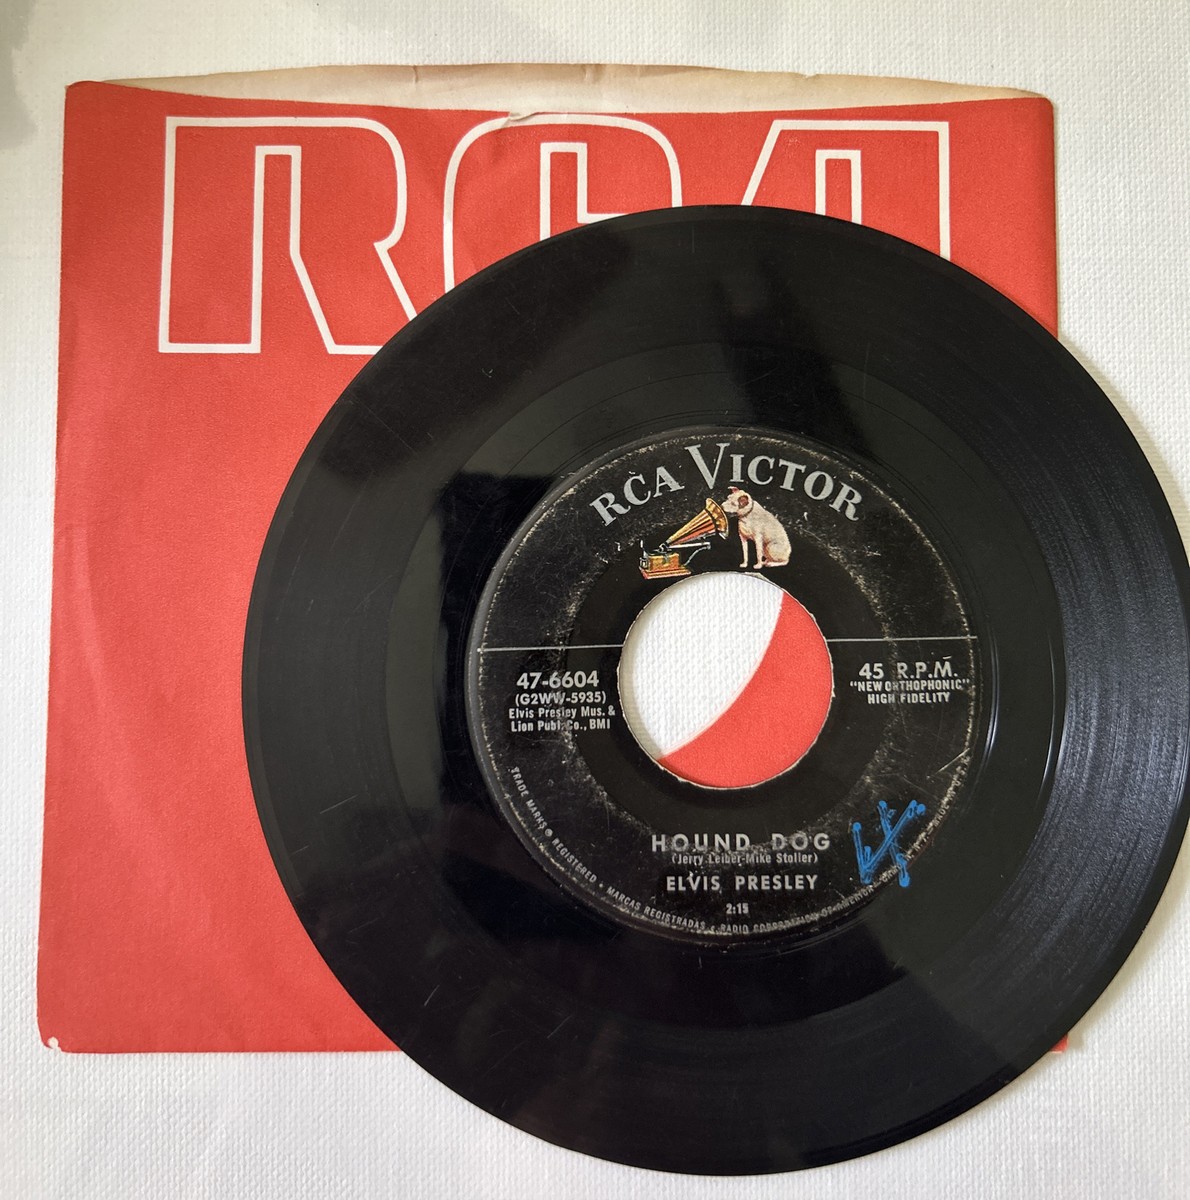 RCA
RCA VICTOR
47-6604
(G2WW-5935)
Elvis Presley Mus. &
Lion Publ. Co., BMI
45 R.P.M.
"NEW ORTHOPHONIC"
HIGH FIDELITY
HOUND DOG
(Jerry Leiber-Mike Stoller)
ELVIS PRESLEY
2:15
TRADE MARKS ® REGISTERED • MARCAS REGISTRADAS • RADIO CORPORATION OF AMERICA